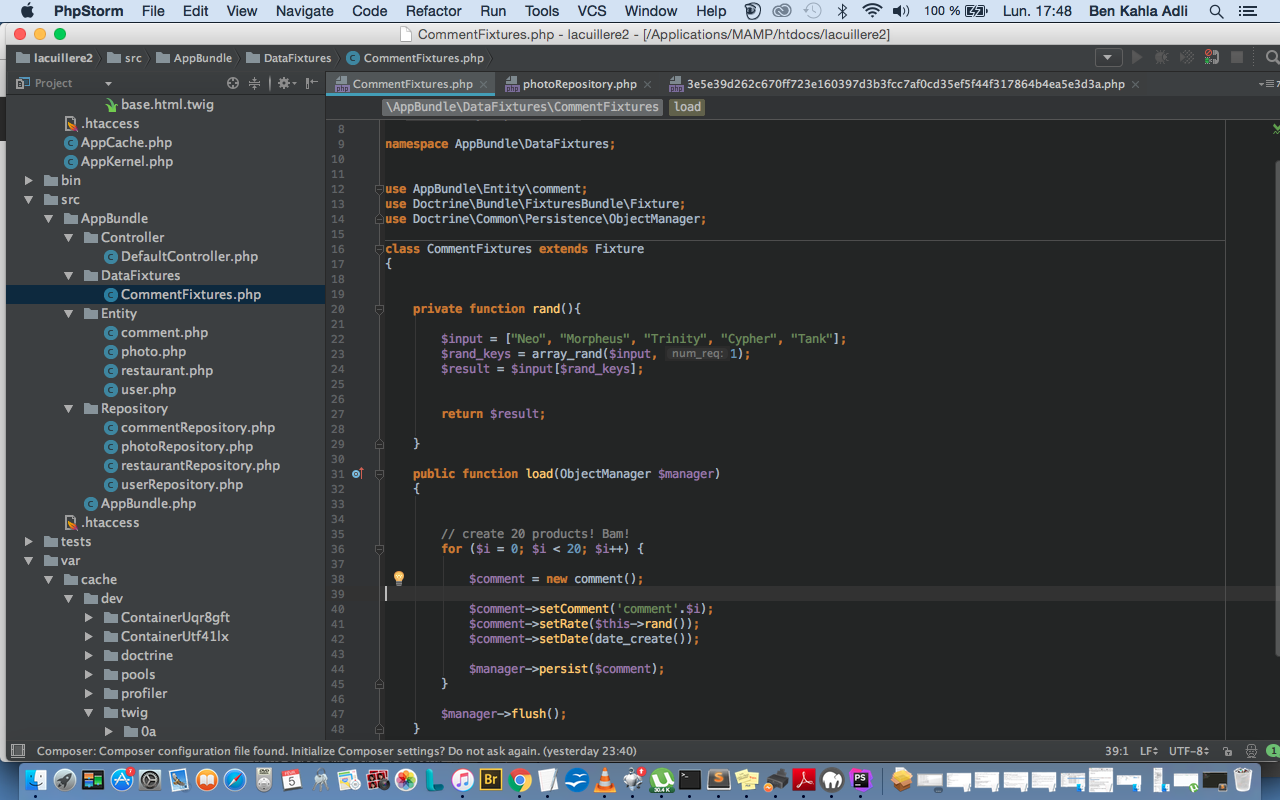 PhpStorm File Edit View Navigate Code Refactor Run Tools VCS Window Help 100 % Lun. 17:48 Ben Kahla Adli
CommentFixtures.php - lacuillere2 - [/Applications/MAMP/htdocs/lacuillere2]
lacuillere2 src AppBundle DataFixtures CommentFixtures.php
Project
CommentFixtures.php photoRepository.php 3e5e39d262c670ff723e160397d3b3fcc7af0cd35ef5f44f317864b4ea5e3d3a.php
\AppBundle\DataFixtures\CommentFixtures load
base.html.twig
.htaccess
AppCache.php
AppKernel.php
bin
src
AppBundle
Controller
DefaultController.php
DataFixtures
CommentFixtures.php
Entity
comment.php
photo.php
restaurant.php
user.php
Repository
commentRepository.php
photoRepository.php
restaurantRepository.php
userRepository.php
AppBundle.php
.htaccess
tests
var
cache
dev
ContainerUqr8gft
ContainerUtf41lx
doctrine
pools
profiler
twig
0a
8
9 namespace AppBundle\DataFixtures;
10
11
12 use AppBundle\Entity\comment;
13 use Doctrine\Bundle\FixturesBundle\Fixture;
14 use Doctrine\Common\Persistence\ObjectManager;
15
16 class CommentFixtures extends Fixture
17 {
18
19
20 private function rand(){
21
22 $input = ["Neo", "Morpheus", "Trinity", "Cypher", "Tank"];
23 $rand_keys = array_rand($input, num_req: 1);
24 $result = $input[$rand_keys];
25
26
27 return $result;
28
29 }
30
31 public function load(ObjectManager $manager)
32 {
33
34
35 // create 20 products! Bam!
36 for ($i = 0; $i < 20; $i++) {
37
38 $comment = new comment();
39
40 $comment->setComment('comment'.$i);
41 $comment->setRate($this->rand());
42 $comment->setDate(date_create());
43
44 $manager->persist($comment);
45 }
46
47 $manager->flush();
48 }
Composer: Composer configuration file found. Initialize Composer settings? Do not ask again. (yesterday 23:40) 39:1 LF÷ UTF-8÷ 1
5 Br 30.4 K S PS